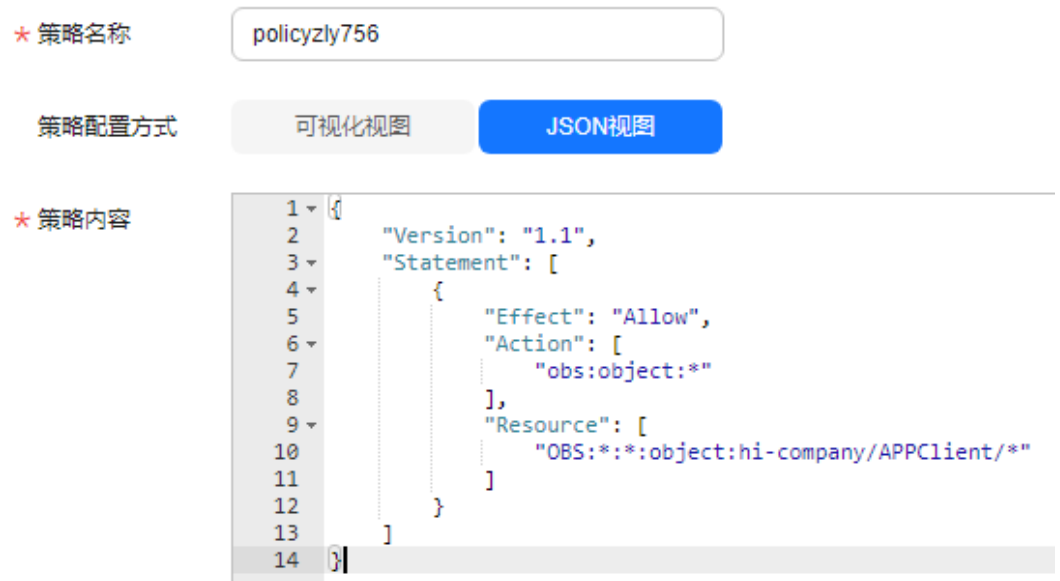 * 策略名称 policyzly756
策略配置方式 可视化视图 JSON视图
* 策略内容
1 {
2 "Version": "1.1",
3 "Statement": [
4 {
5 "Effect": "Allow",
6 "Action": [
7 "obs:object:*"
8 ],
9 "Resource": [
10 "OBS:*:*:object:hi-company/APPClient/*"
11 ]
12 }
13 ]
14 }